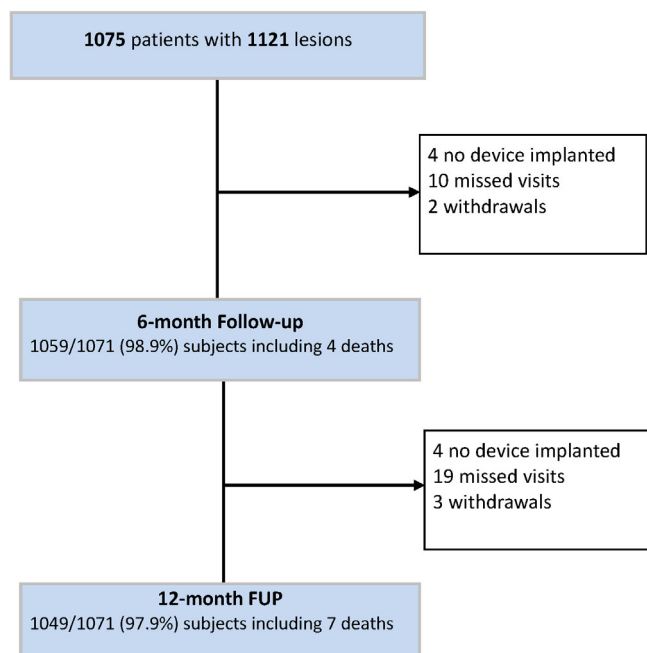 1075 patients with 1121 lesions
4 no device implanted
10 missed visits
2 withdrawals
6-month Follow-up
1059/1071 (98.9%) subjects including 4 deaths
4 no device implanted
19 missed visits
3 withdrawals
12-month FUP
1049/1071 (97.9%) subjects including 7 deaths